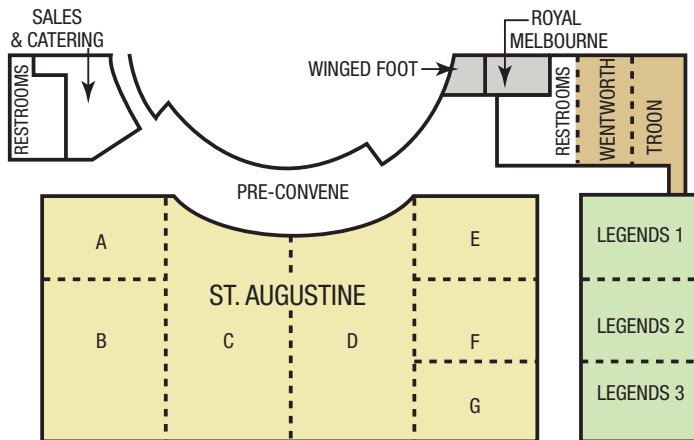 SALES
& CATERING
ROYAL
MELBOURNE
WINGED FOOT
RESTROOMS
RESTROOMS
WENTWORTH
TROON
PRE-CONVENE
A
E
LEGENDS 1
ST. AUGUSTINE
B
C
D
F
LEGENDS 2
G
LEGENDS 3